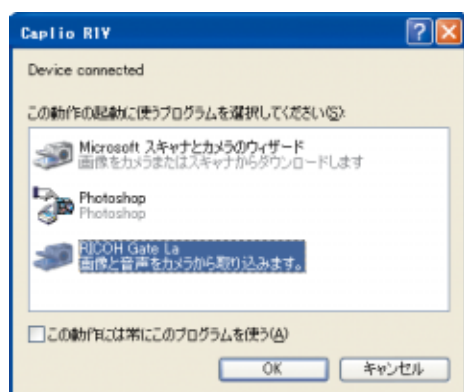 Caplio R1V
Device connected
この動作の起動に使うプログラムを選択してください(S):
Microsoft スキャナとカメラのウィザード
画像をカメラまたはスキャナからダウンロードします
Photoshop
Photoshop
RICOH Gate La
画像と音声をカメラから取り込みます。
この動作には常にこのプログラムを使う(A)
OK
キャンセル